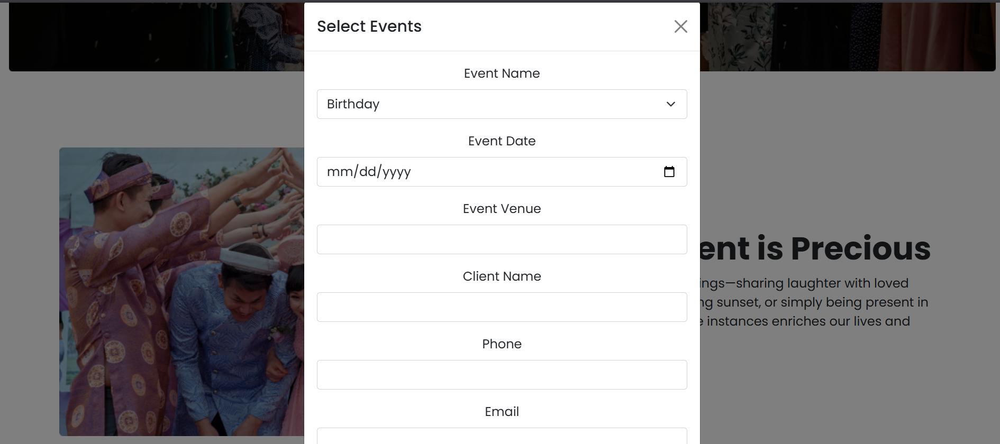 Select Events
Event Name
Birthday
Event Date
mm/dd/yyyy
Event Venue
Client Name
Phone
Email
ent is Precious
ings—sharing laughter with loved
ng sunset, or simply being present in
e instances enriches our lives and